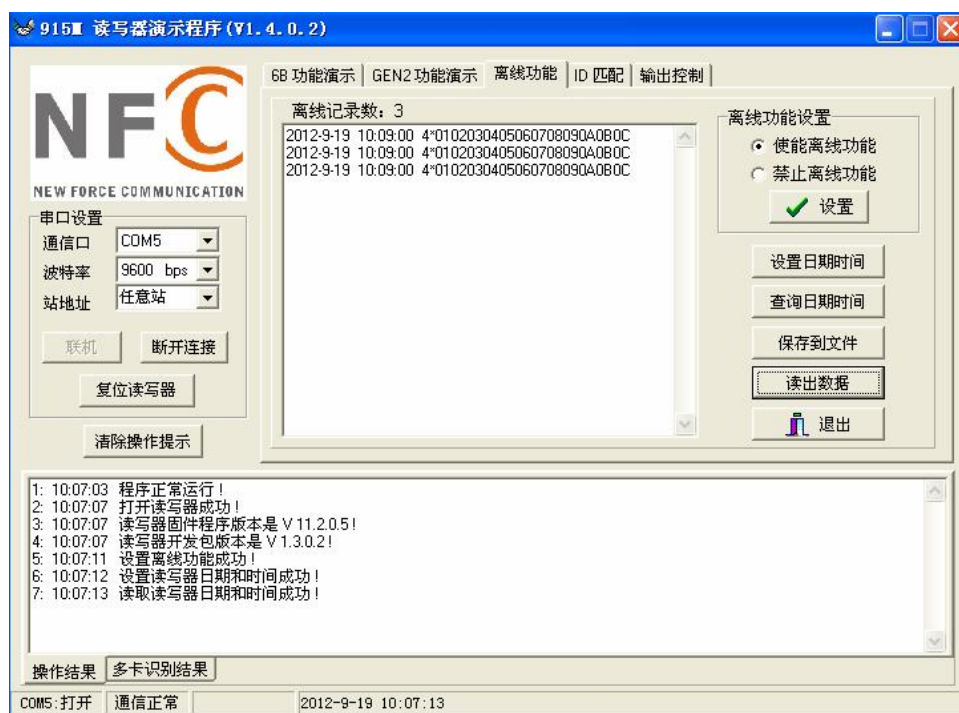 915M 读写器演示程序(V1.4.0.2)
NFC
NEW FORCE COMMUNICATION
串口设置
通信口 COM5
波特率 9600 bps
站地址 任意站
联机 断开连接
复位读写器
清除操作提示
6B 功能演示 GEN2 功能演示 离线功能 ID 匹配 输出控制
离线记录数: 3
2012-9-19 10:09:00 4*0102030405060708090A0B0C
2012-9-19 10:09:00 4*0102030405060708090A0B0C
2012-9-19 10:09:00 4*0102030405060708090A0B0C
离线功能设置
使能离线功能
禁止离线功能
设置
设置日期时间
查询日期时间
保存到文件
读出数据
退出
1: 10:07:03 程序正常运行!
2: 10:07:07 打开读写器成功!
3: 10:07:07 读写器固件程序版本是 V 11.2.0.5!
4: 10:07:07 读写器开发包版本是 V 1.3.0.2!
5: 10:07:11 设置离线功能成功!
6: 10:07:12 设置读写器日期和时间成功!
7: 10:07:13 读取读写器日期和时间成功!
操作结果 多卡识别结果
COM5:打开 通信正常 2012-9-19 10:07:13